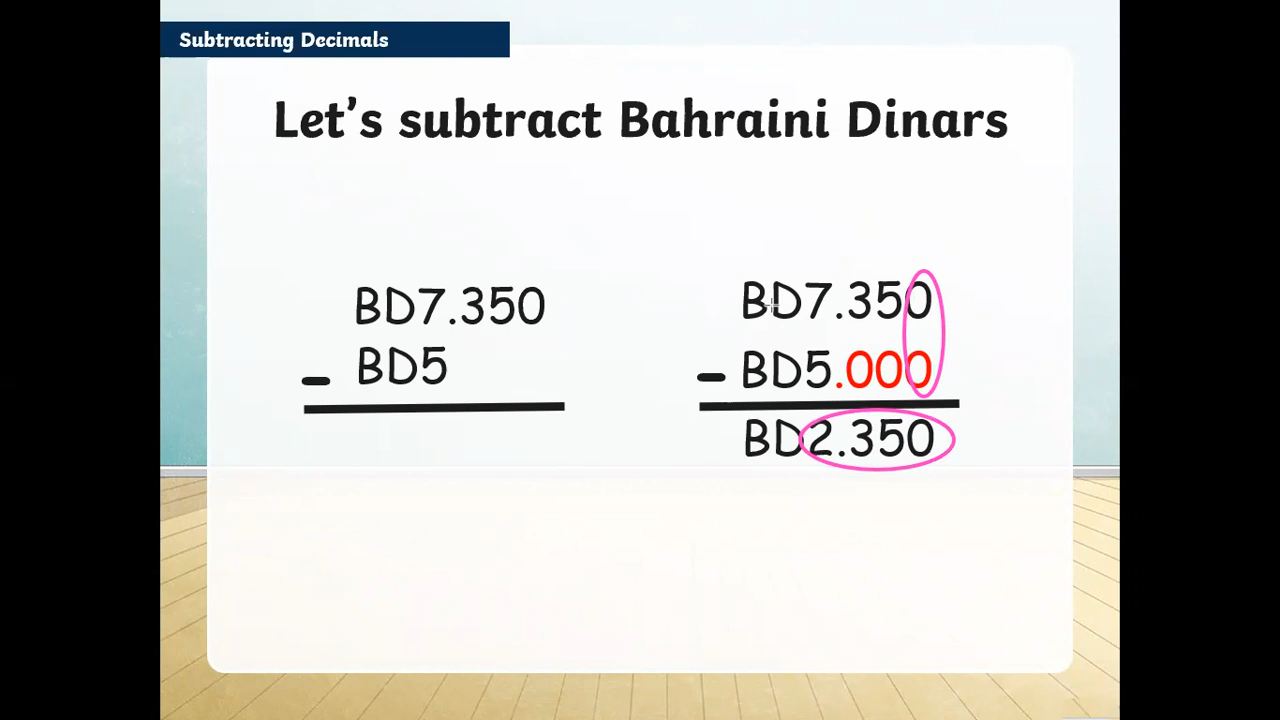 Subtracting Decimals
Let's subtract Bahraini Dinars
BD7.350
- BD5
BD7.350
- BD5.000
BD2.350